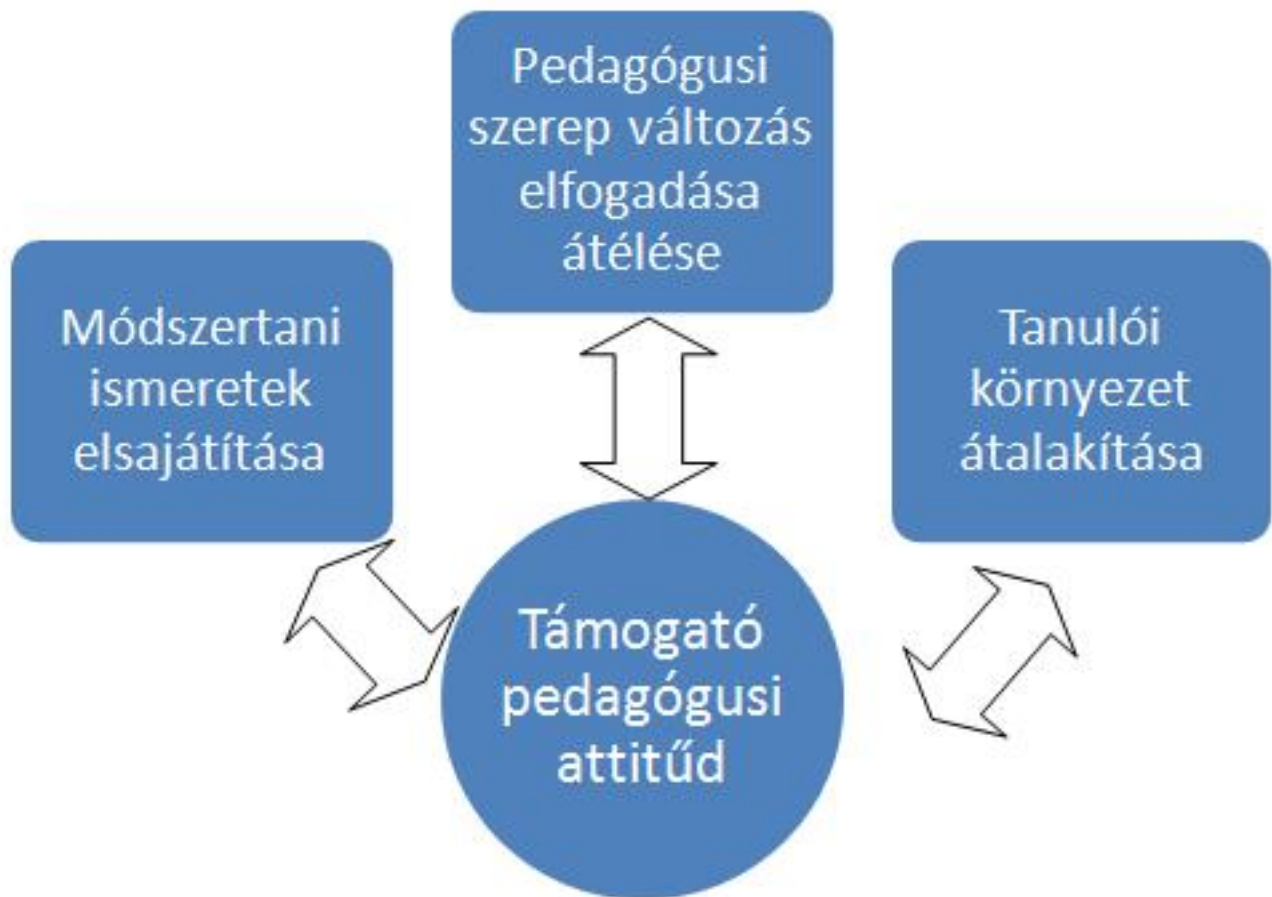 Pedagógusi
szerep változás
elfogadása
átélése
Módszertani
ismeretek
elsajátítása
Tanulói
környezet
átalakítása
Támogató
pedagógusi
attitűd